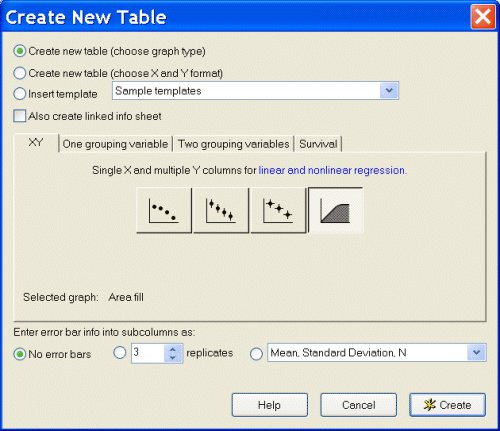 Create New Table
Create new table (choose graph type)
Create new table (choose X and Y format)
Insert template Sample templates
Also create linked info sheet
XY One grouping variable Two grouping variables Survival
Single X and multiple Y columns for linear and nonlinear regression.
Selected graph: Area fill
Enter error bar info into subcolumns as:
No error bars 3 replicates Mean, Standard Deviation, N
Help Cancel Create